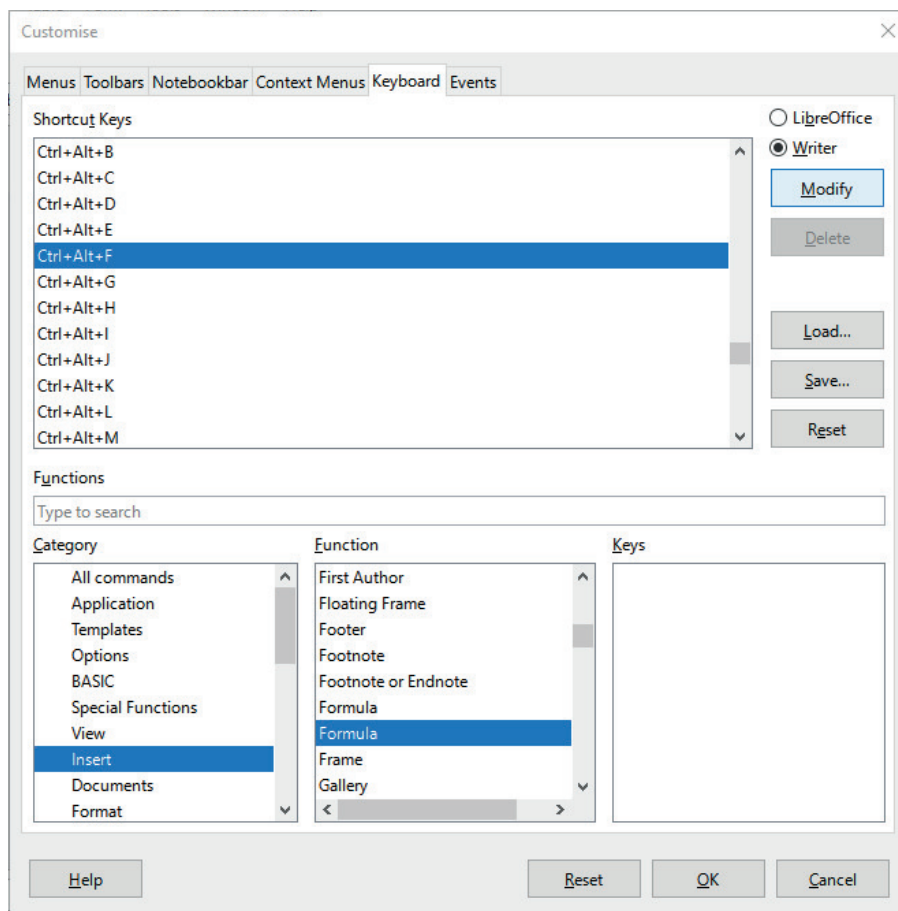 Customise
Menus Toolbars Notebookbar Context Menus Keyboard Events
Shortcut Keys
LibreOffice
Writer
Ctrl+Alt+B
Ctrl+Alt+C
Ctrl+Alt+D
Ctrl+Alt+E
Ctrl+Alt+F
Ctrl+Alt+G
Ctrl+Alt+H
Ctrl+Alt+I
Ctrl+Alt+J
Ctrl+Alt+K
Ctrl+Alt+L
Ctrl+Alt+M
Modify
Delete
Load...
Save...
Reset
Functions
Type to search
Category
All commands
Application
Templates
Options
BASIC
Special Functions
View
Insert
Documents
Format
Function
First Author
Floating Frame
Footer
Footnote
Footnote or Endnote
Formula
Formula
Frame
Gallery
Keys
Help
Reset
OK
Cancel